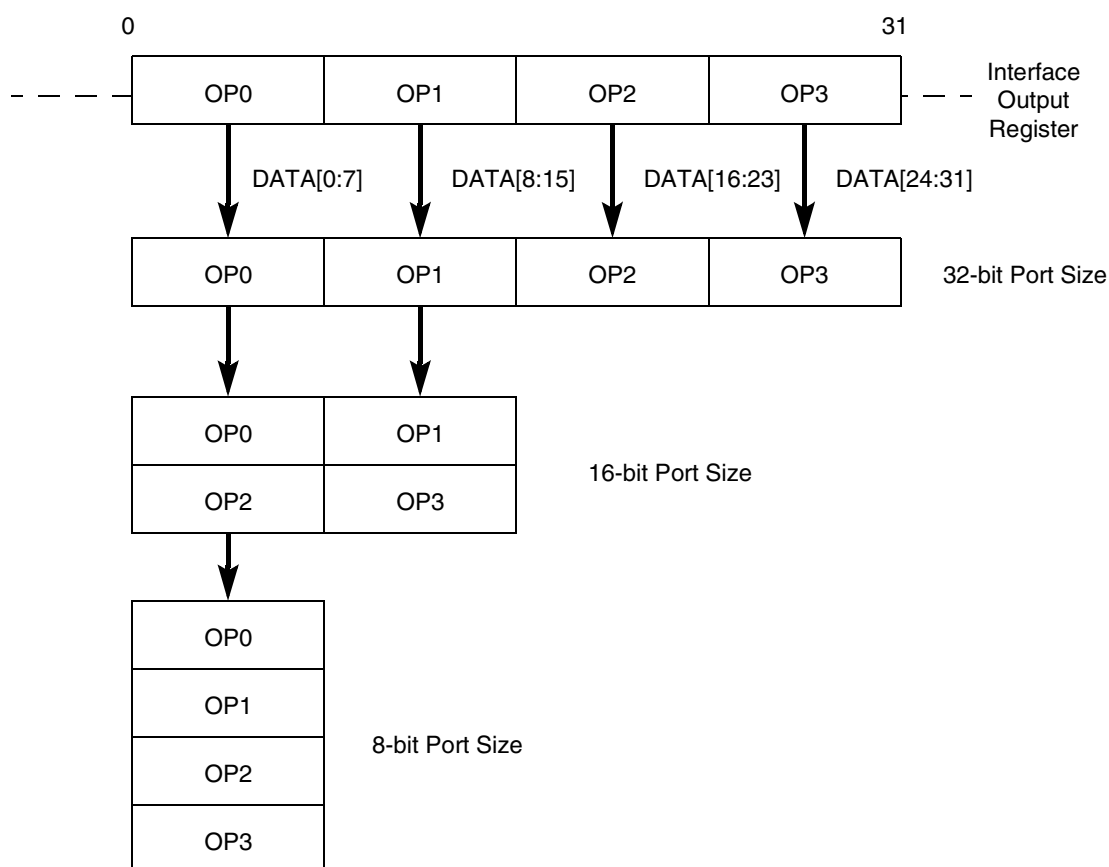 0 31
OP0 OP1 OP2 OP3
Interface
Output
Register
DATA[0:7] DATA[8:15] DATA[16:23] DATA[24:31]
OP0 OP1 OP2 OP3 32-bit Port Size
OP0 OP1
16-bit Port Size
OP2 OP3
OP0
OP1
8-bit Port Size
OP2
OP3